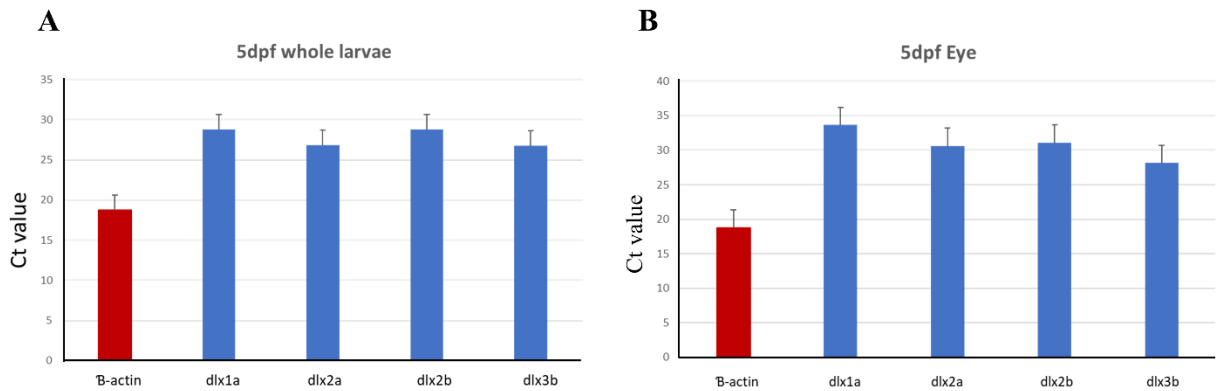 A
5dpf whole larvae
35
30
25
20
15
10
5
0
Ct value
Ɓ-actin dlx1a dlx2a dlx2b dlx3b
B
5dpf Eye
40
35
30
25
20
15
10
5
0
Ct value
Ɓ-actin dlx1a dlx2a dlx2b dlx3b